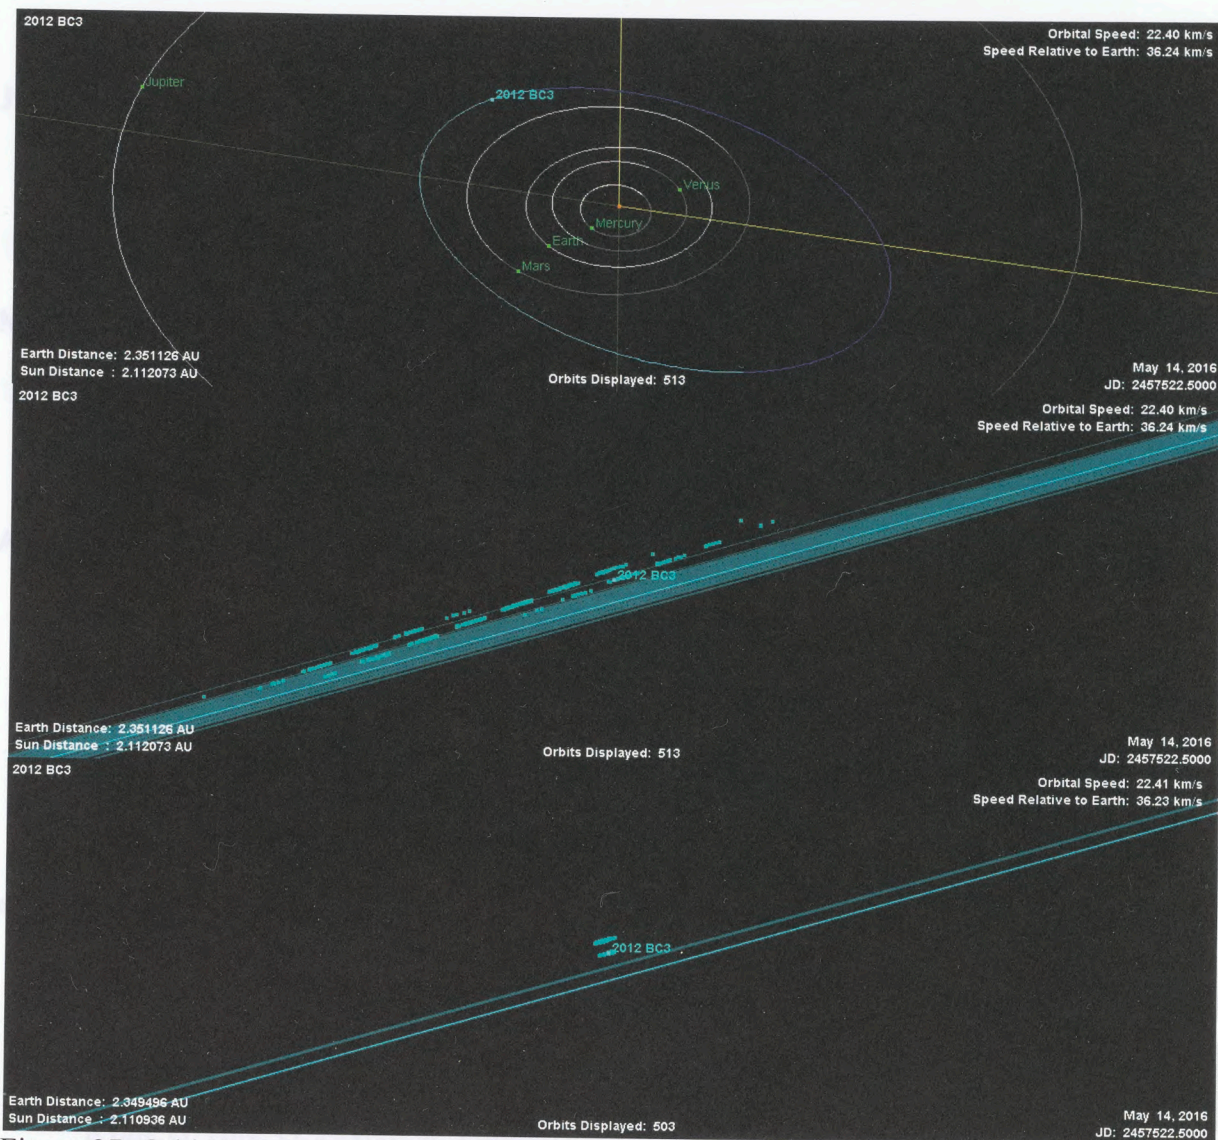 2012 BC3
Orbital Speed: 22.40 km/s
Speed Relative to Earth: 36.24 km/s
Jupiter
2012 BC3
Venus
Mercury
Earth
Mars
Earth Distance: 2.351126 AU
Sun Distance : 2.112073 AU
Orbits Displayed: 513
May 14, 2016
JD: 2457522.5000
2012 BC3
Orbital Speed: 22.40 km/s
Speed Relative to Earth: 36.24 km/s
2012 BC3
Earth Distance: 2.351126 AU
Sun Distance : 2.112073 AU
Orbits Displayed: 513
May 14, 2016
JD: 2457522.5000
2012 BC3
Orbital Speed: 22.41 km/s
Speed Relative to Earth: 36.23 km/s
2012 BC3
Earth Distance: 2.349496 AU
Sun Distance : 2.110936 AU
Orbits Displayed: 503
May 14, 2016
JD: 2457522.5000